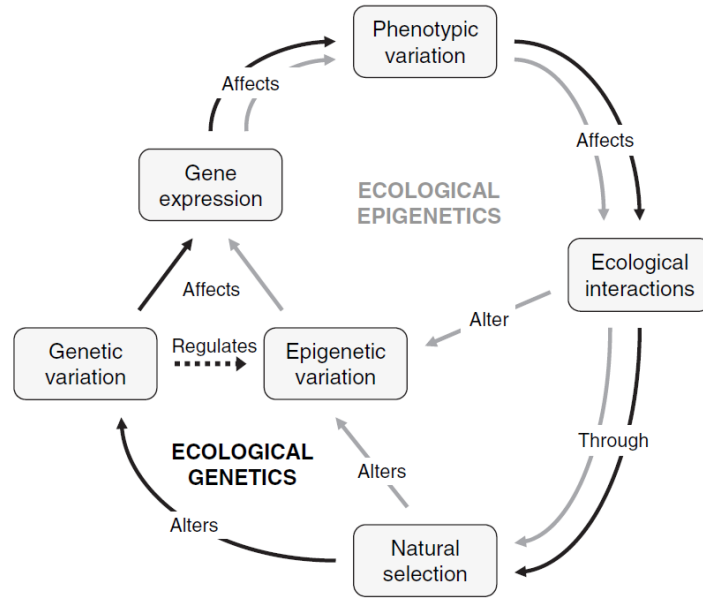 Phenotypic
variation
Affects
Affects
Gene
expression
ECOLOGICAL
EPIGENETICS
Ecological
interactions
Affects
Alter
Genetic
variation
Regulates
Epigenetic
variation
Through
ECOLOGICAL
GENETICS
Alters
Alters
Natural
selection